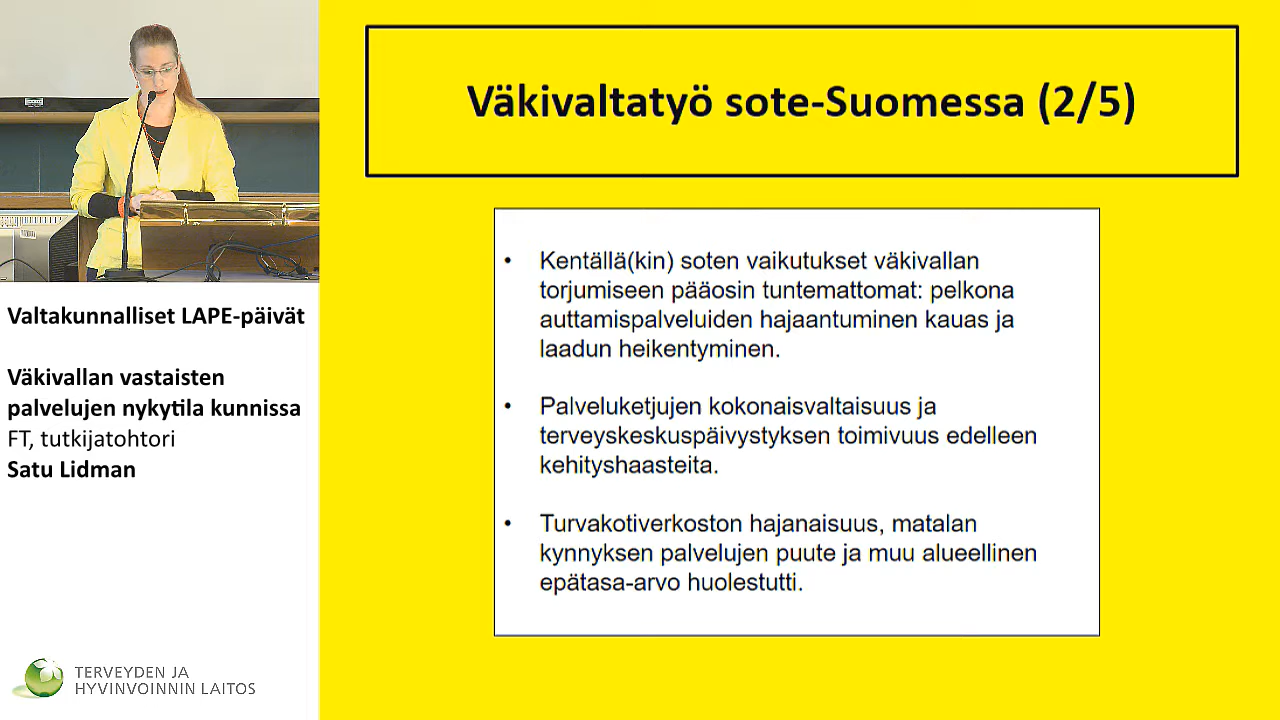 Väkivaltatyö sote-Suomessa (2/5)
• Kentällä(kin) soten vaikutukset väkivallan
torjumiseen pääosin tuntemattomat: pelkona
auttamispalveluiden hajaantuminen kauas ja
laadun heikentyminen.
• Palveluketjujen kokonaisvaltaisuus ja
terveyskeskuspäivystyksen toimivuus edelleen
kehityshaasteita.
• Turvakotiverkoston hajanaisuus, matalan
kynnyksen palvelujen puute ja muu alueellinen
epätasa-arvo huolestutti.
Valtakunnalliset LAPE-päivät
Väkivallan vastaisten
palvelujen nykytila kunnissa
FT, tutkijatohtori
Satu Lidman
TERVEYDEN JA
HYVINVOINNIN LAITOS